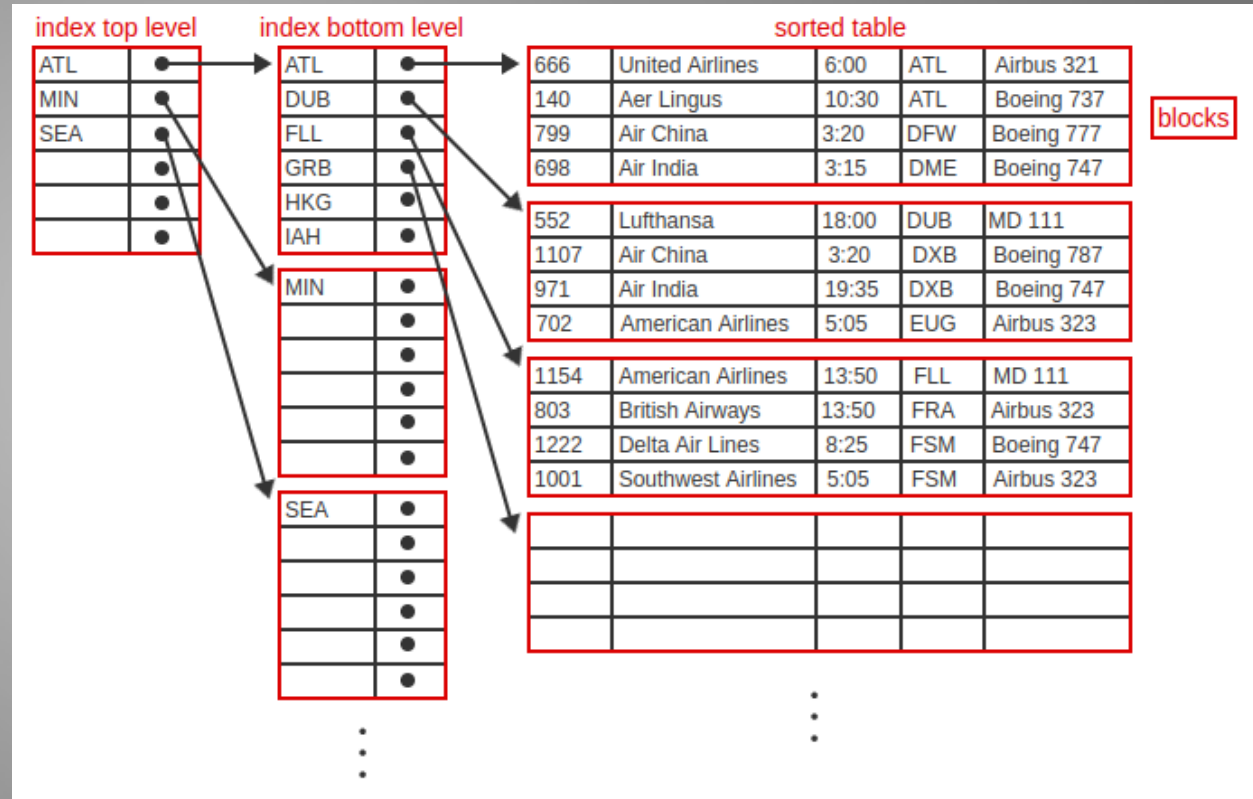 index top level
index bottom level
sorted table
ATL
MIN
SEA
ATL
DUB
FLL
GRB
HKG
IAH
MIN
SEA
666 United Airlines 6:00 ATL Airbus 321
140 Aer Lingus 10:30 ATL Boeing 737
799 Air China 3:20 DFW Boeing 777
698 Air India 3:15 DME Boeing 747
552 Lufthansa 18:00 DUB MD 111
1107 Air China 3:20 DXB Boeing 787
971 Air India 19:35 DXB Boeing 747
702 American Airlines 5:05 EUG Airbus 323
1154 American Airlines 13:50 FLL MD 111
803 British Airways 13:50 FRA Airbus 323
1222 Delta Air Lines 8:25 FSM Boeing 747
1001 Southwest Airlines 5:05 FSM Airbus 323
blocks